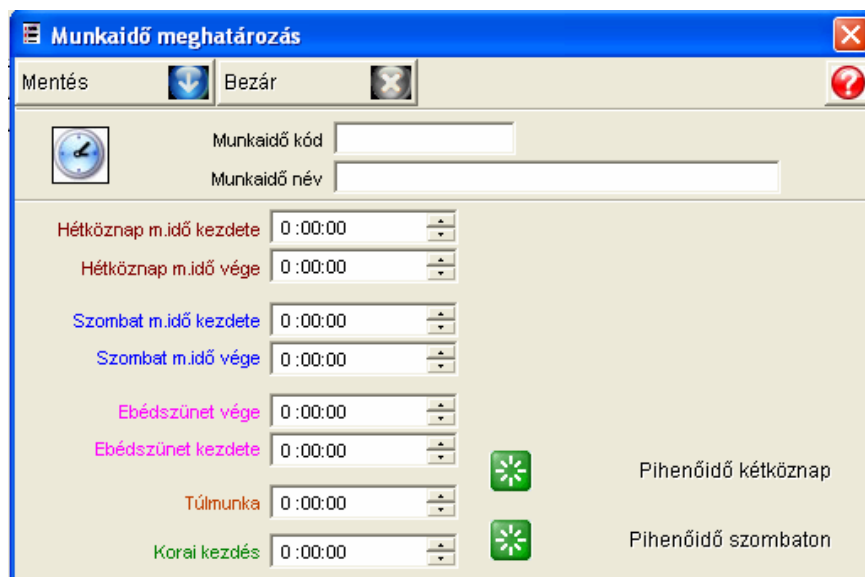 Munkaidő meghatározás
Mentés Bezár ?
Munkaidő kód
Munkaidő név
Hétköznap m.idő kezdete 0 :00:00
Hétköznap m.idő vége 0 :00:00
Szombat m.idő kezdete 0 :00:00
Szombat m.idő vége 0 :00:00
Ebédszünet vége 0 :00:00
Ebédszünet kezdete 0 :00:00
Pihenőidő kétköznap
Túlmunka 0 :00:00
Pihenőidő szombaton
Korai kezdés 0 :00:00